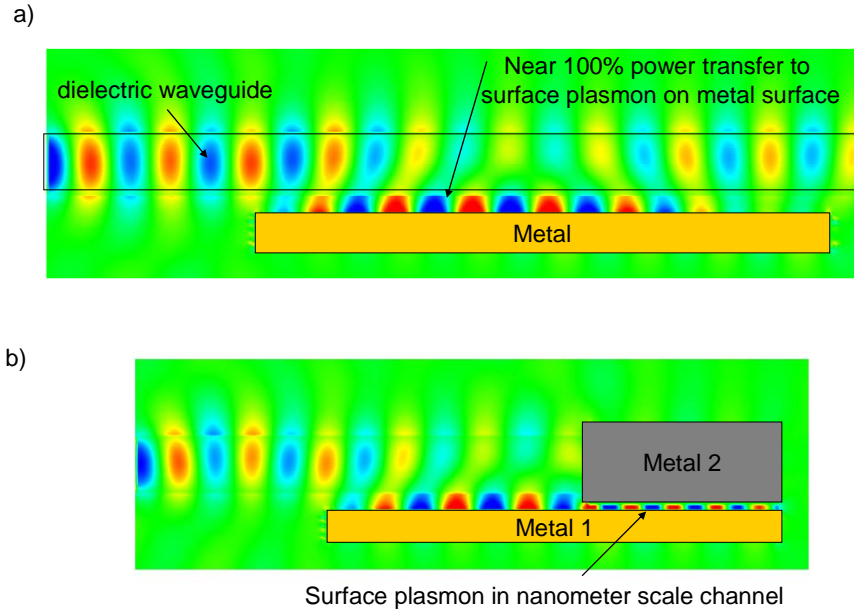 a)
Near 100% power transfer to
surface plasmon on metal surface
dielectric waveguide
Metal
b)
Metal 2
Metal 1
Surface plasmon in nanometer scale channel